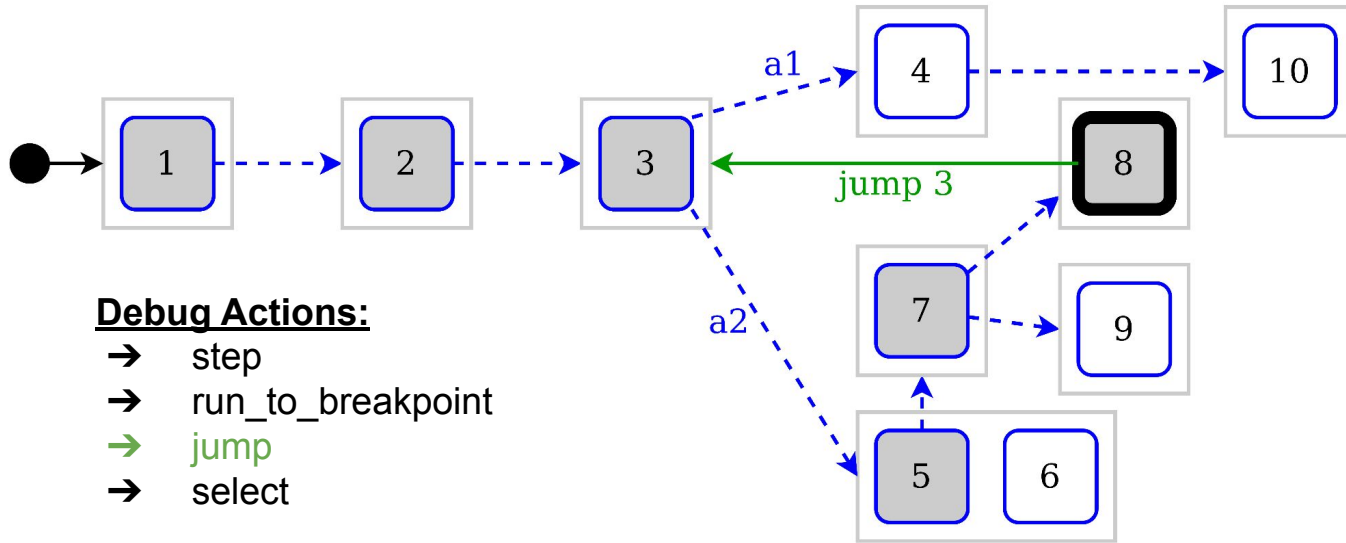 a1
4
10
1
2
3
8
jump 3
7
a2
9
Debug Actions:
➔ step
➔ run_to_breakpoint
➔ jump
➔ select
5
6